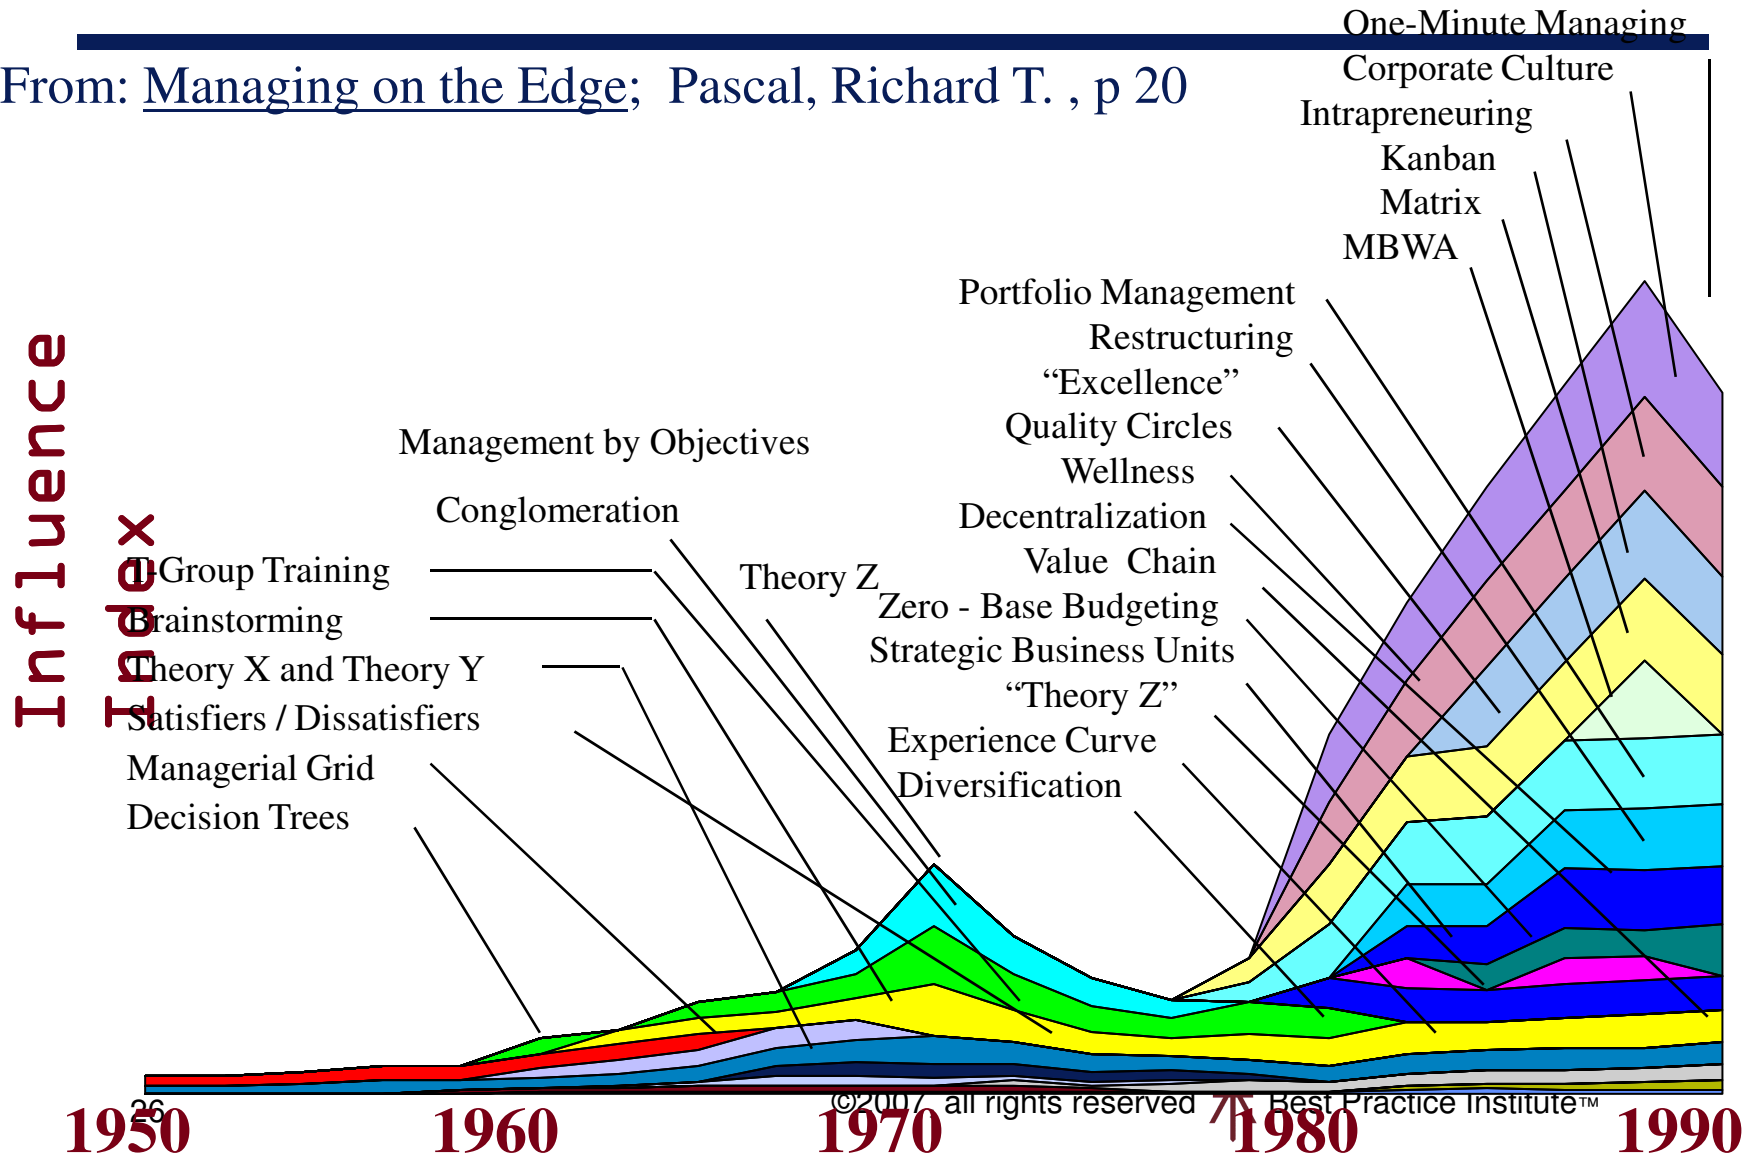 One-Minute Managing
From: Managing on the Edge;  Pascal, Richard T. , p 20
Corporate Culture
Intrapreneuring
Kanban
Matrix
MBWA
Portfolio Management
Restructuring
“Excellence”
Quality Circles
Wellness
Decentralization
Value  Chain
Zero - Base Budgeting
Strategic Business Units
“Theory Z”
Experience Curve
Diversification
Management by Objectives
Conglomeration
Theory Z
T-Group Training
Brainstorming
Theory X and Theory Y
Satisfiers / Dissatisfiers
Managerial Grid
Decision Trees
Influence
Index
26
©2007  all rights reserved
Best Practice Institute™
1950 1960 1970 1980 1990